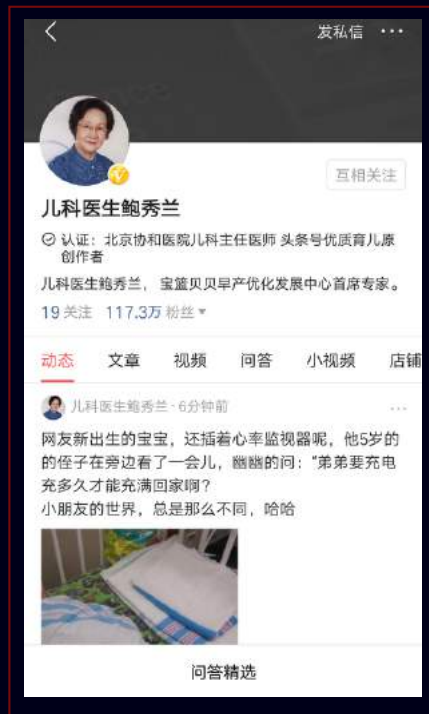 发私信 ···
互相关注
儿科医生鲍秀兰
认证：北京协和医院儿科主任医师 头条号优质育儿原
创作者
儿科医生鲍秀兰，宝篮贝贝早产优化发展中心首席专家。
19 关注 117.3万 粉丝
动态 文章 视频 问答 小视频 店铺
儿科医生鲍秀兰·6分钟前
网友新出生的宝宝，还插着心率监视器呢，他5岁的
的侄子在旁边看了一会儿，幽幽的问：“弟弟要充电
充多久才能充满回家啊？
小朋友的世界，总是那么不同，哈哈
问答精选